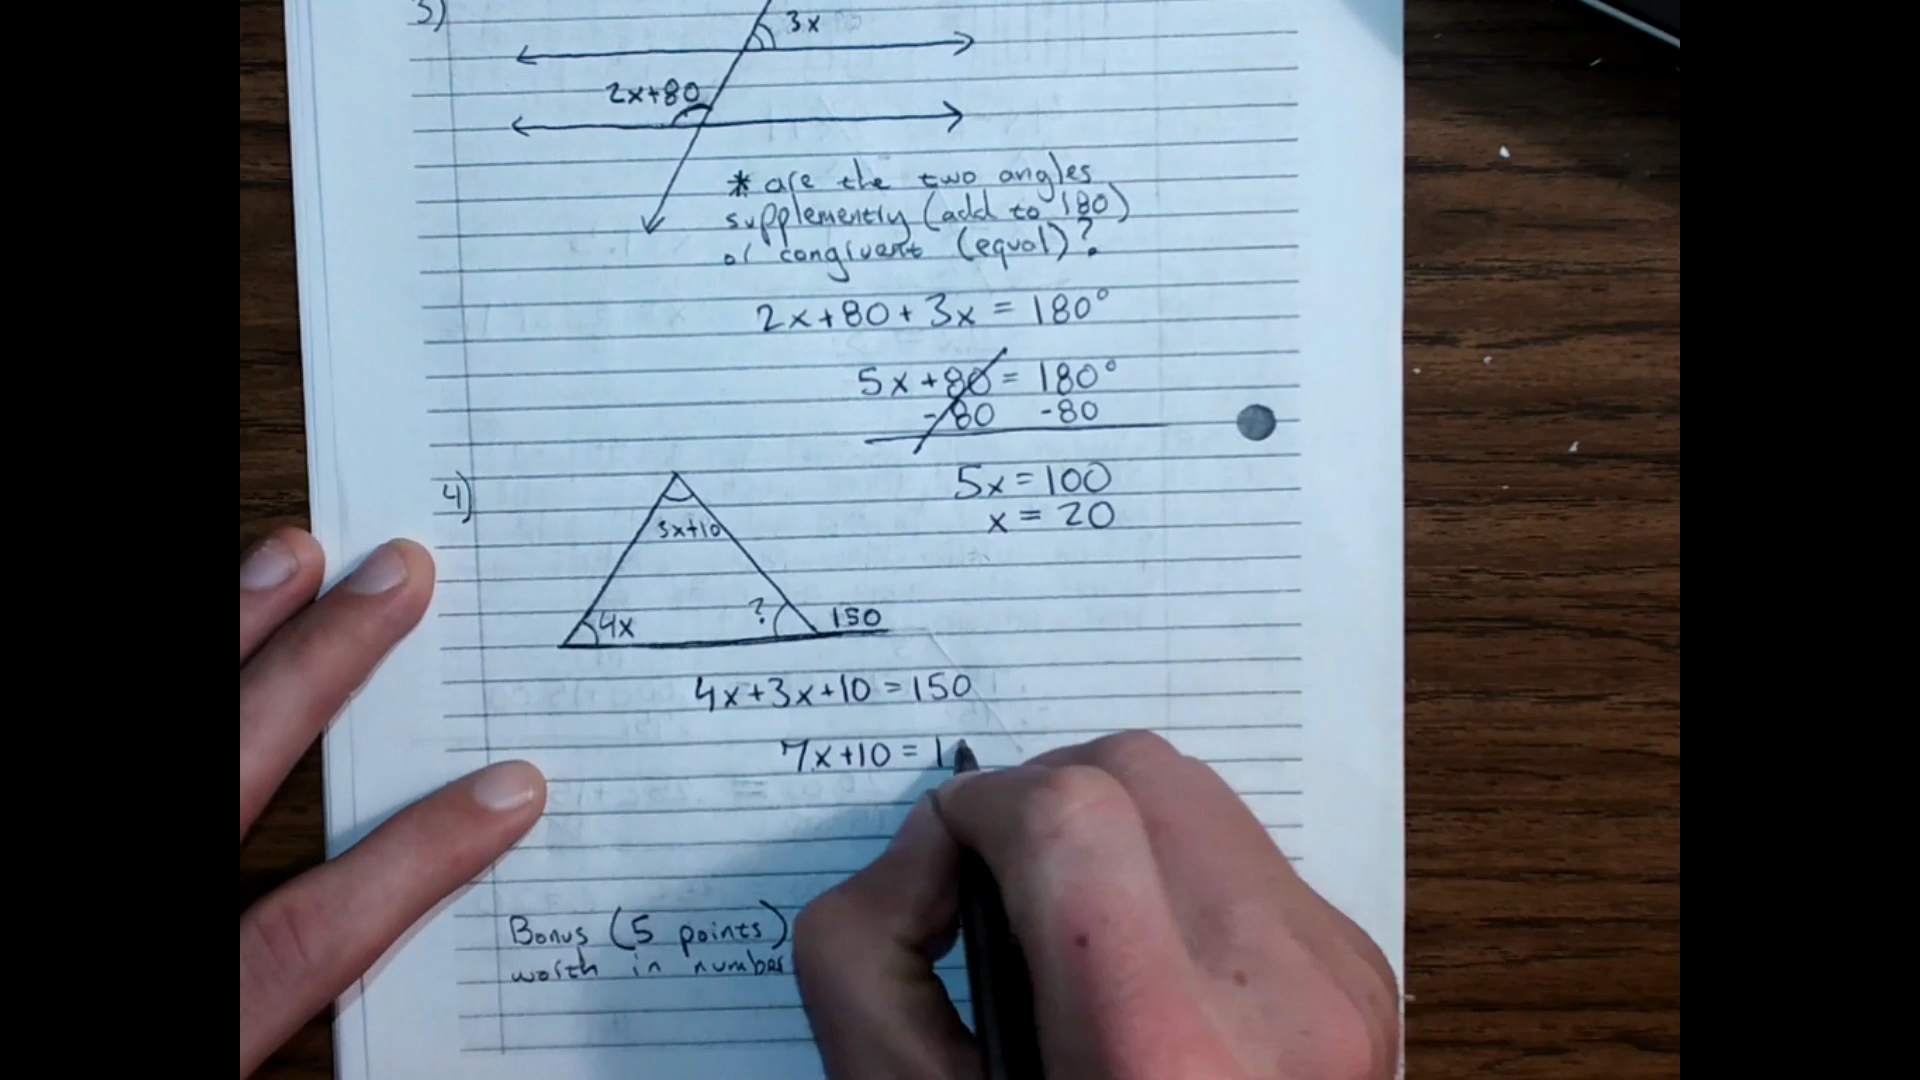 3)
3x
2x+80
* are the two angles
supplementry (add to 180)
or congruent (equal)?
2x+80+3x = 180°
5x+80 = 180°
-80 -80
5x = 100
x = 20
4)
3x+10
4x
?
150
4x+3x+10 = 150
7x+10 = 1
Bonus (5 points)
worth in number